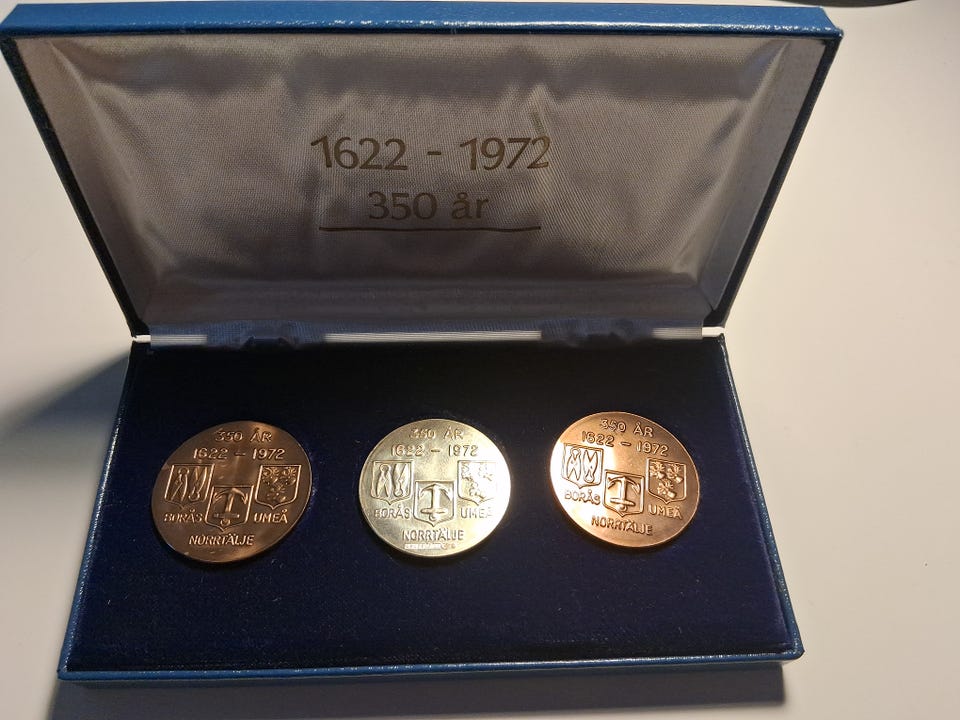 1622 - 1972
350 år
350 ÅR
1622 - 1972
BORÅS UMEÅ
NORRTÄLJE
350 ÅR
1622 - 1972
BORÅS UMEÅ
NORRTÄLJE
350 ÅR
1622 - 1972
BORÅS UMEÅ
NORRTÄLJE